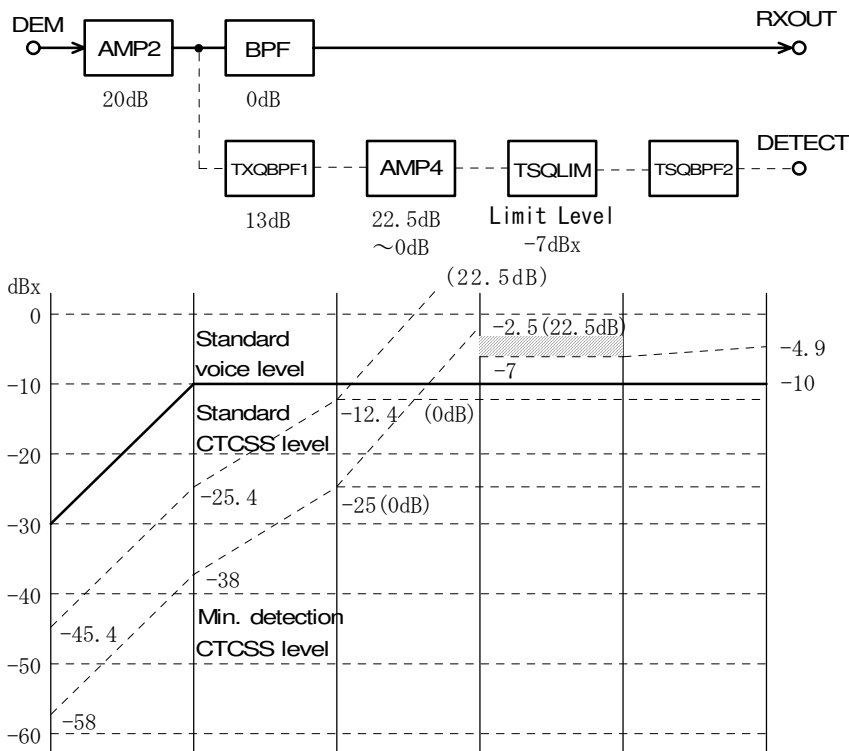 DEM
RXOUT
AMP2
BPF
20dB
0dB
DETECT
TXQBPF1
AMP4
TSQLIM
TSQBPF2
13dB
22.5dB
～0dB
Limit Level
-7dBx
dBx
(22.5dB)
0
-2.5(22.5dB)
Standard
voice level
-4.9
-7
-10
-10
Standard
CTCSS level
-12.4
(0dB)
-20
-25.4
-25(0dB)
-30
-38
-40
Min. detection
CTCSS level
-45.4
-50
-58
-60